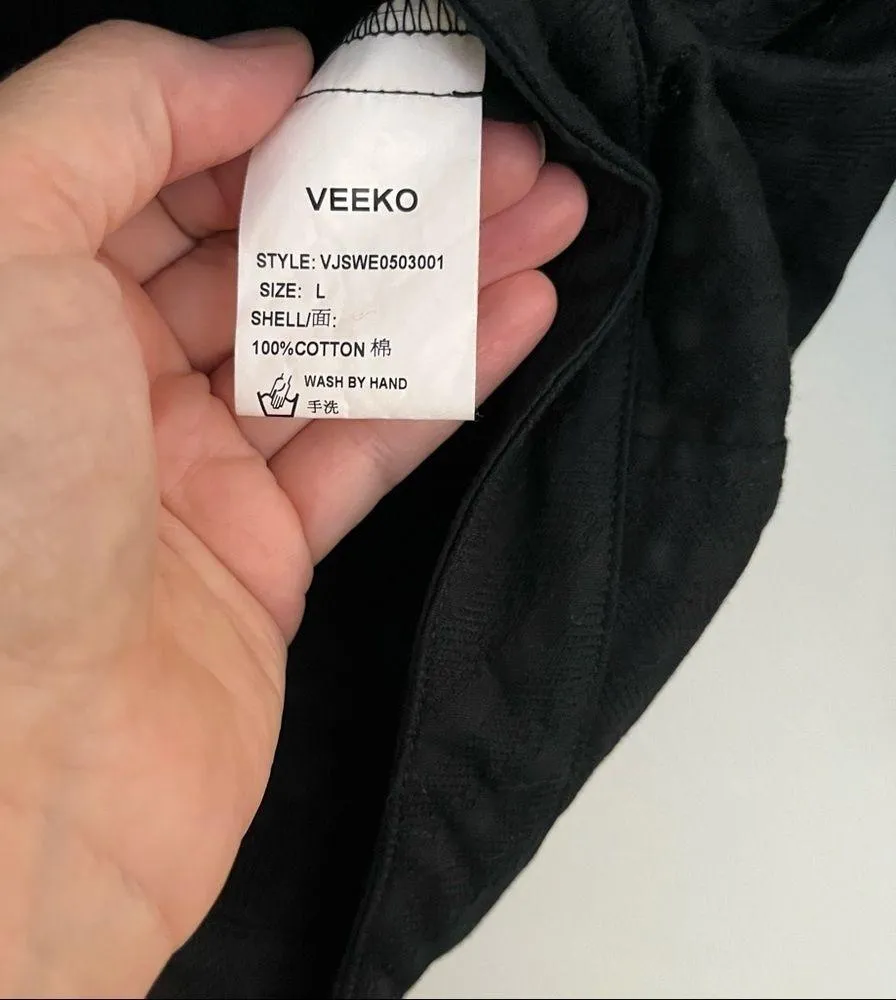 VEEKO
STYLE: VJSWE0503001
SIZE: L
SHELL/面:
100%COTTON 棉
WASH BY HAND
手洗